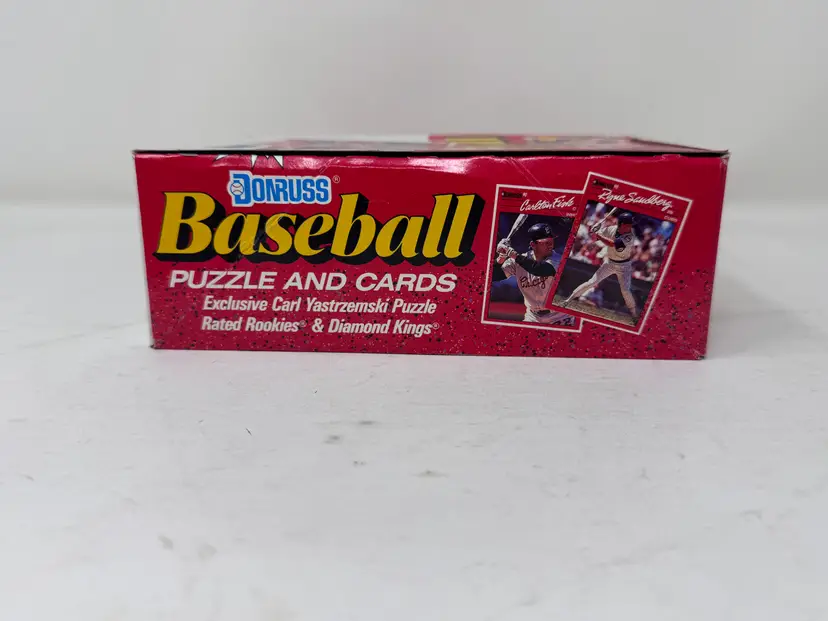 DONRUSS®
Baseball
PUZZLE AND CARDS
Exclusive Carl Yastrzemski Puzzle
Rated Rookies® & Diamond Kings®
Carlton Fisk
Ryne Sandberg